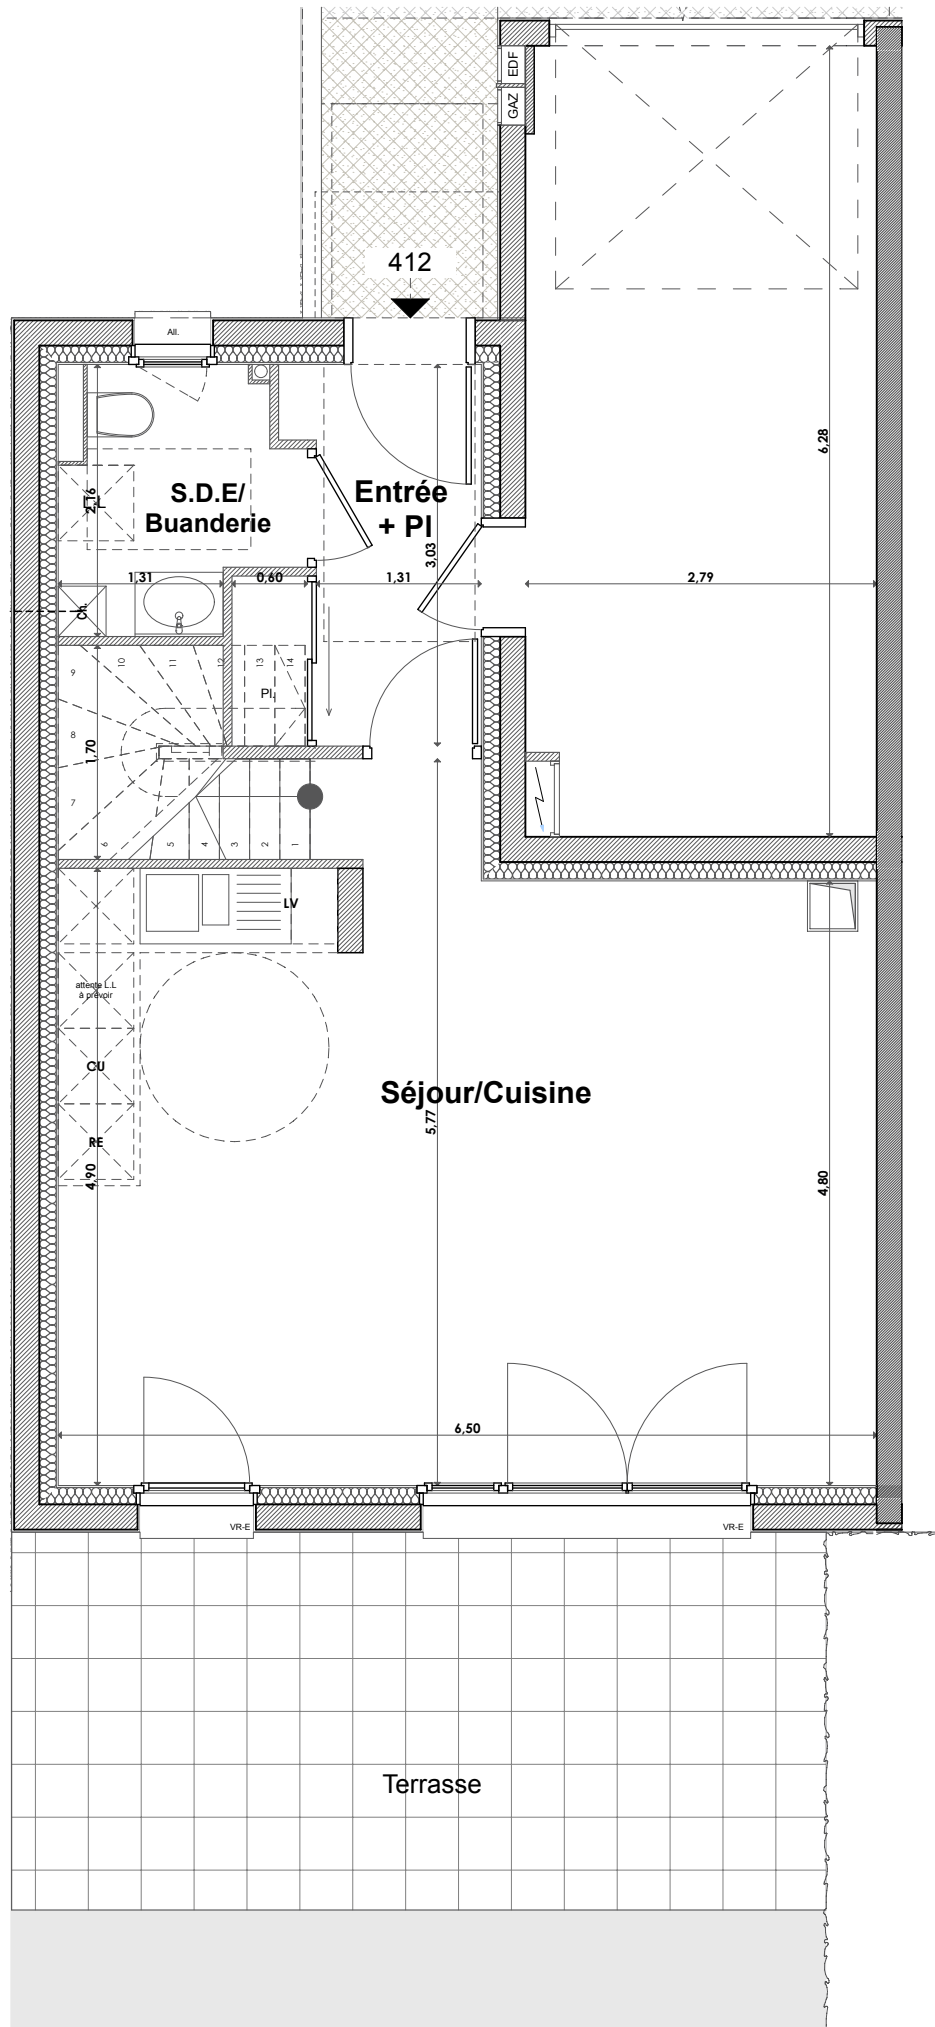 EDF
GAZ
412
All.
6,28
2,16
S.D.E/
Buanderie
Entrée
+ Pl
3,03
1,31
0,60
1,31
2,79
Ch.
9
10
11
12
13
14
8
Pl.
1,70
7
6
5
4
3
2
1
LV
attente L.L
à prévoir
CU
Séjour/Cuisine
5,77
RE
4,90
4,80
6,50
VR-E
VR-E
Terrasse